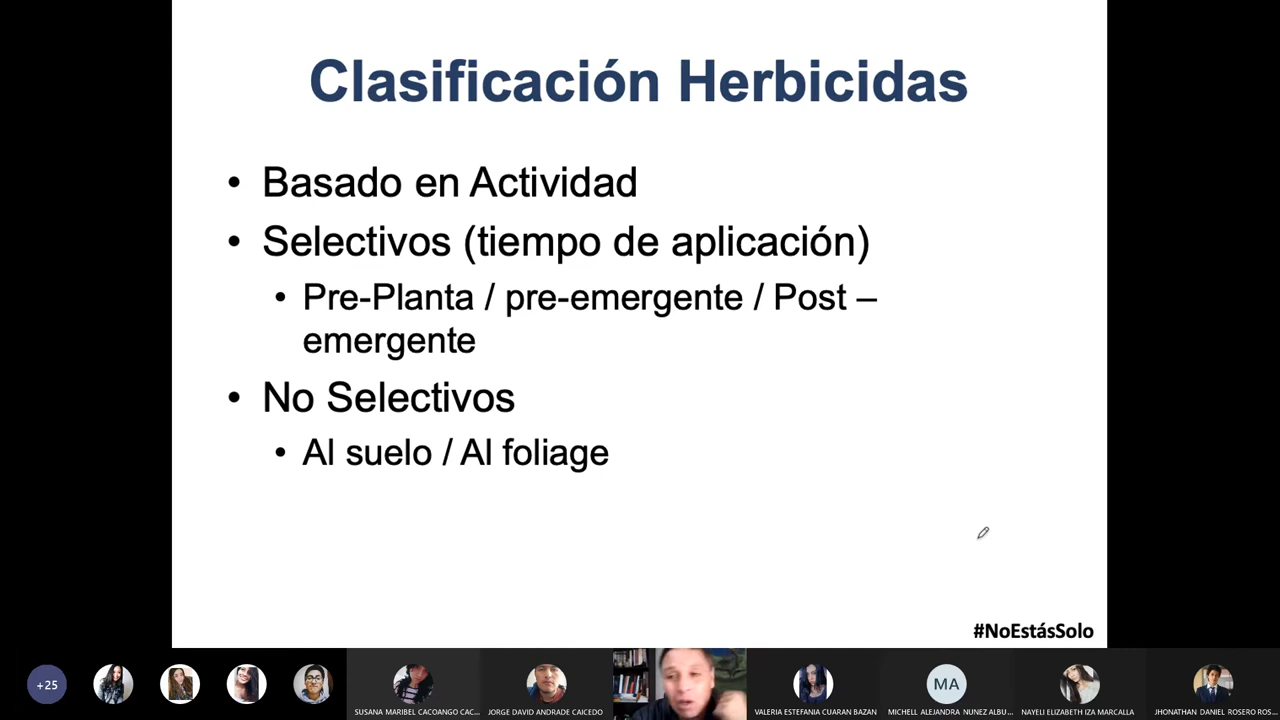 Clasificación Herbicidas
• Basado en Actividad
• Selectivos (tiempo de aplicación)
• Pre-Planta / pre-emergente / Post –
emergente
• No Selectivos
• Al suelo / Al foliage
#NoEstásSolo
+25
SUSANA MARIBEL CACOANGO CAC...
JORGE DAVID ANDRADE CAICEDO
VALERIA ESTEFANIA CUARAN BAZAN
MA
MICHELL ALEJANDRA NUNEZ ALBU...
NAYELI ELIZABETH IZA MARCALLA
JHONATHAN DANIEL ROSERO ROS...